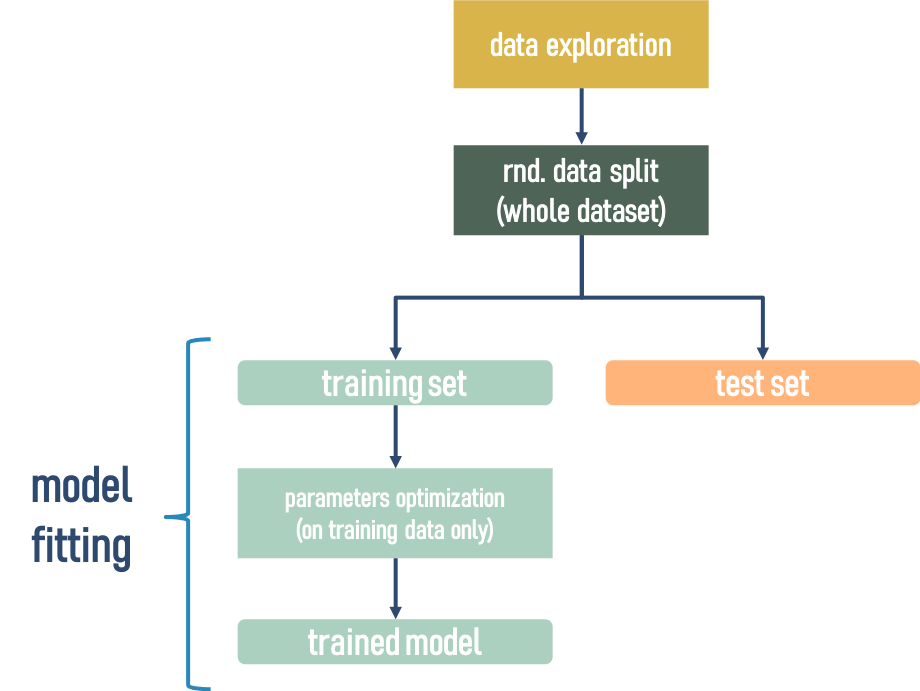 data exploration
rnd. data split
(whole dataset)
training set
test set
model
fitting
parameters optimization
(on training data only)
trained model